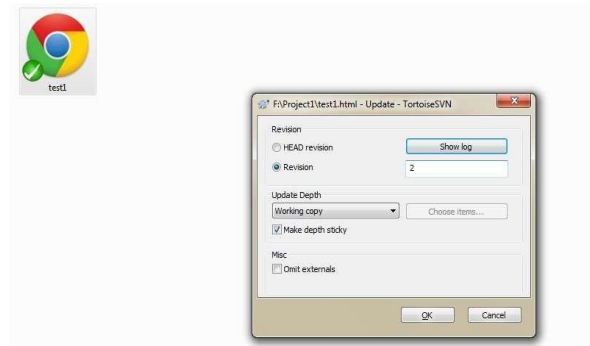 test1
F:\Project1\test1.html - Update - TortoiseSVN
Revision
HEAD revision
Show log
Revision
2
Update Depth
Working copy
Choose items...
Make depth sticky
Misc
Omit externals
OK
Cancel